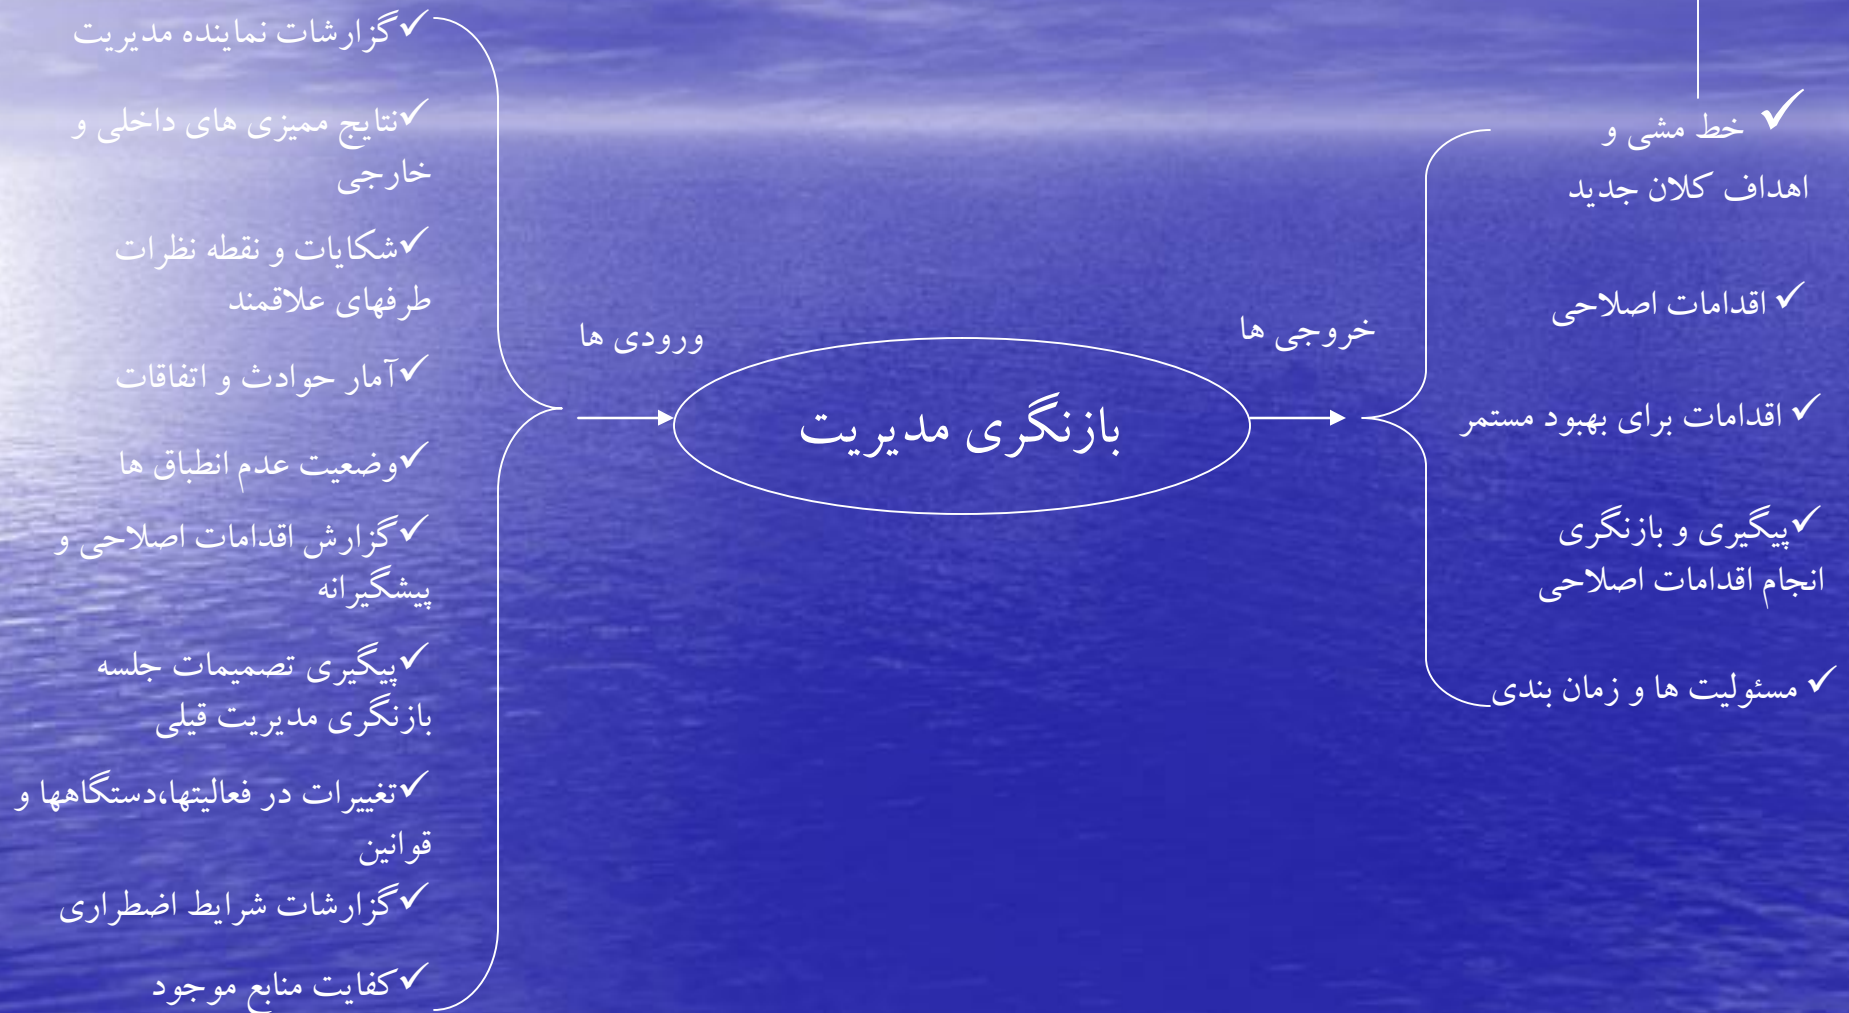 گزارشات نماینده مدیریت
نتایج ممیزی های داخلی و
خارجی
شکایات و نقطه نظرات
طرفهای علاقمند
آمار حوادث و اتفاقات
وضعیت عدم انطباق ها
گزارش اقدامات اصلاحی و
پیشگیرانه
پیگیری تصمیمات جلسه
بازنگری مدیریت قبلی
تغییرات در فعالیتها،دستگاهها و
قوانین
گزارشات شرایط اضطراری
کفایت منابع موجود
ورودی ها
بازنگری مدیریت
خروجی ها
خط مشی و
اهداف کلان جدید
اقدامات اصلاحی
اقدامات برای بهبود مستمر
پیگیری و بازنگری
انجام اقدامات اصلاحی
مسئولیت ها و زمان بندی